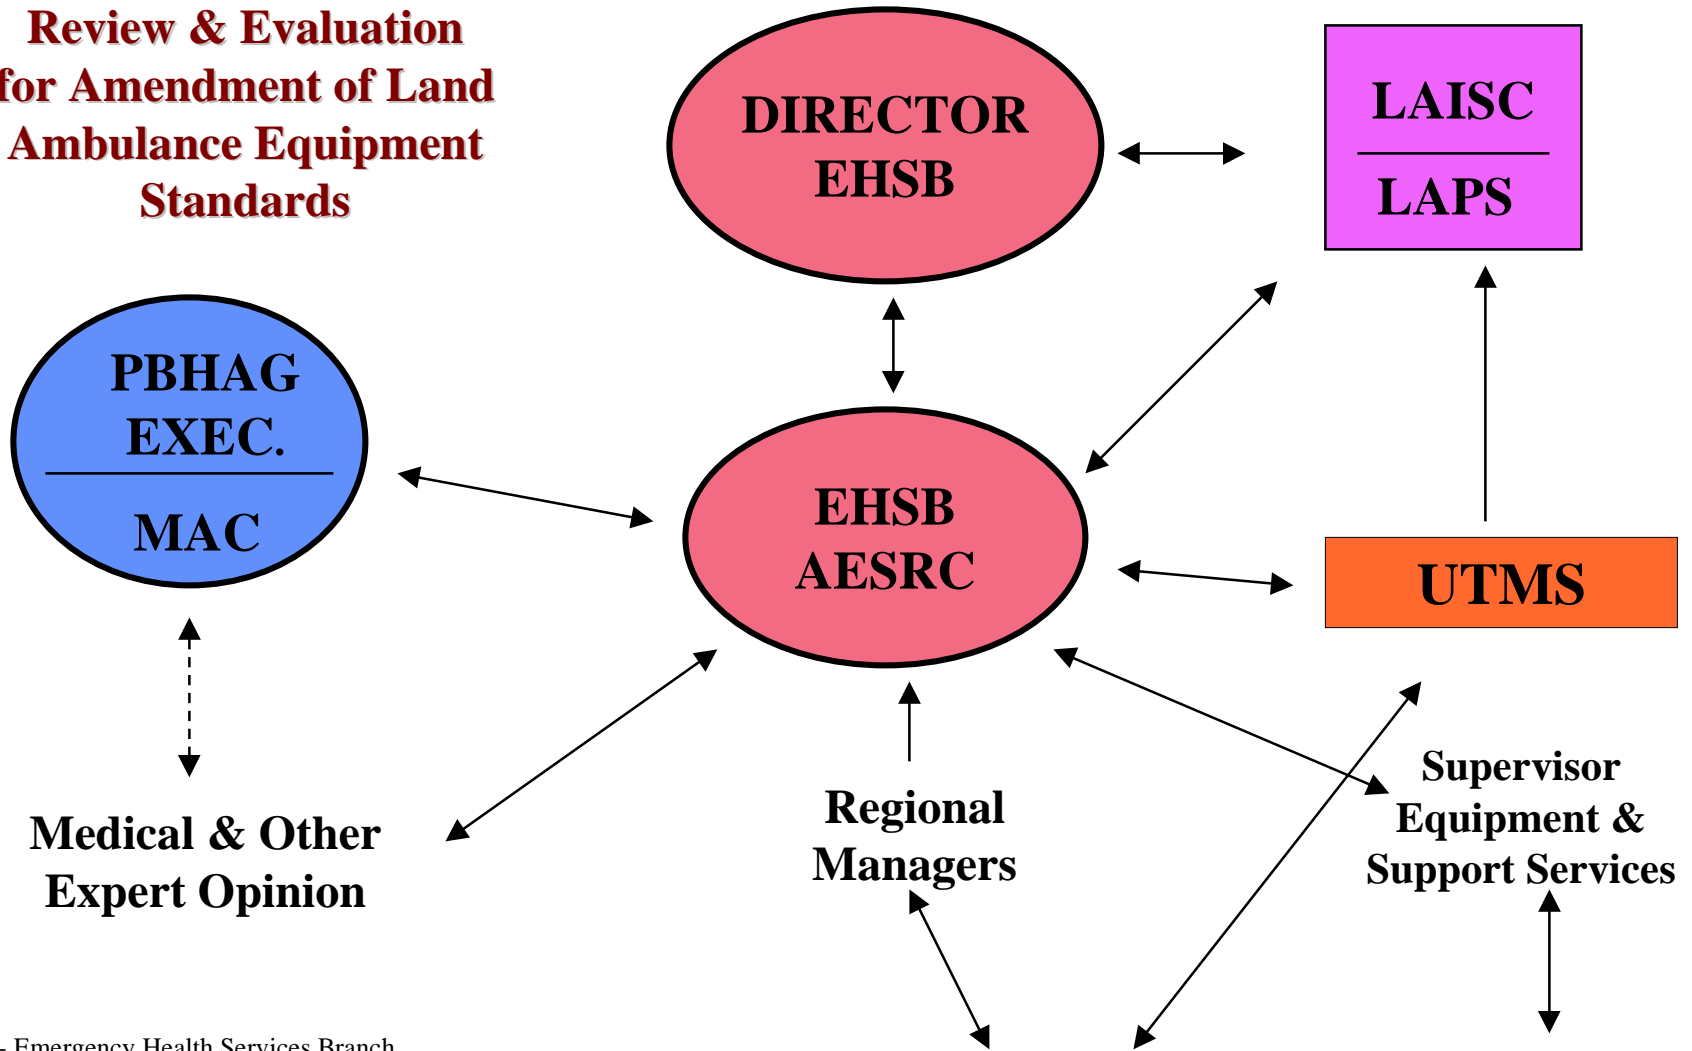 Review & Evaluation
for Amendment of Land
Ambulance Equipment
Standards
DIRECTOR
EHSB
LAISC
LAPS
PBHAG
EXEC.
MAC
EHSB
AESRC
UTMS
Medical & Other
Expert Opinion
Regional
Managers
Supervisor
Equipment &
Support Services
- Emergency Health Services Branch